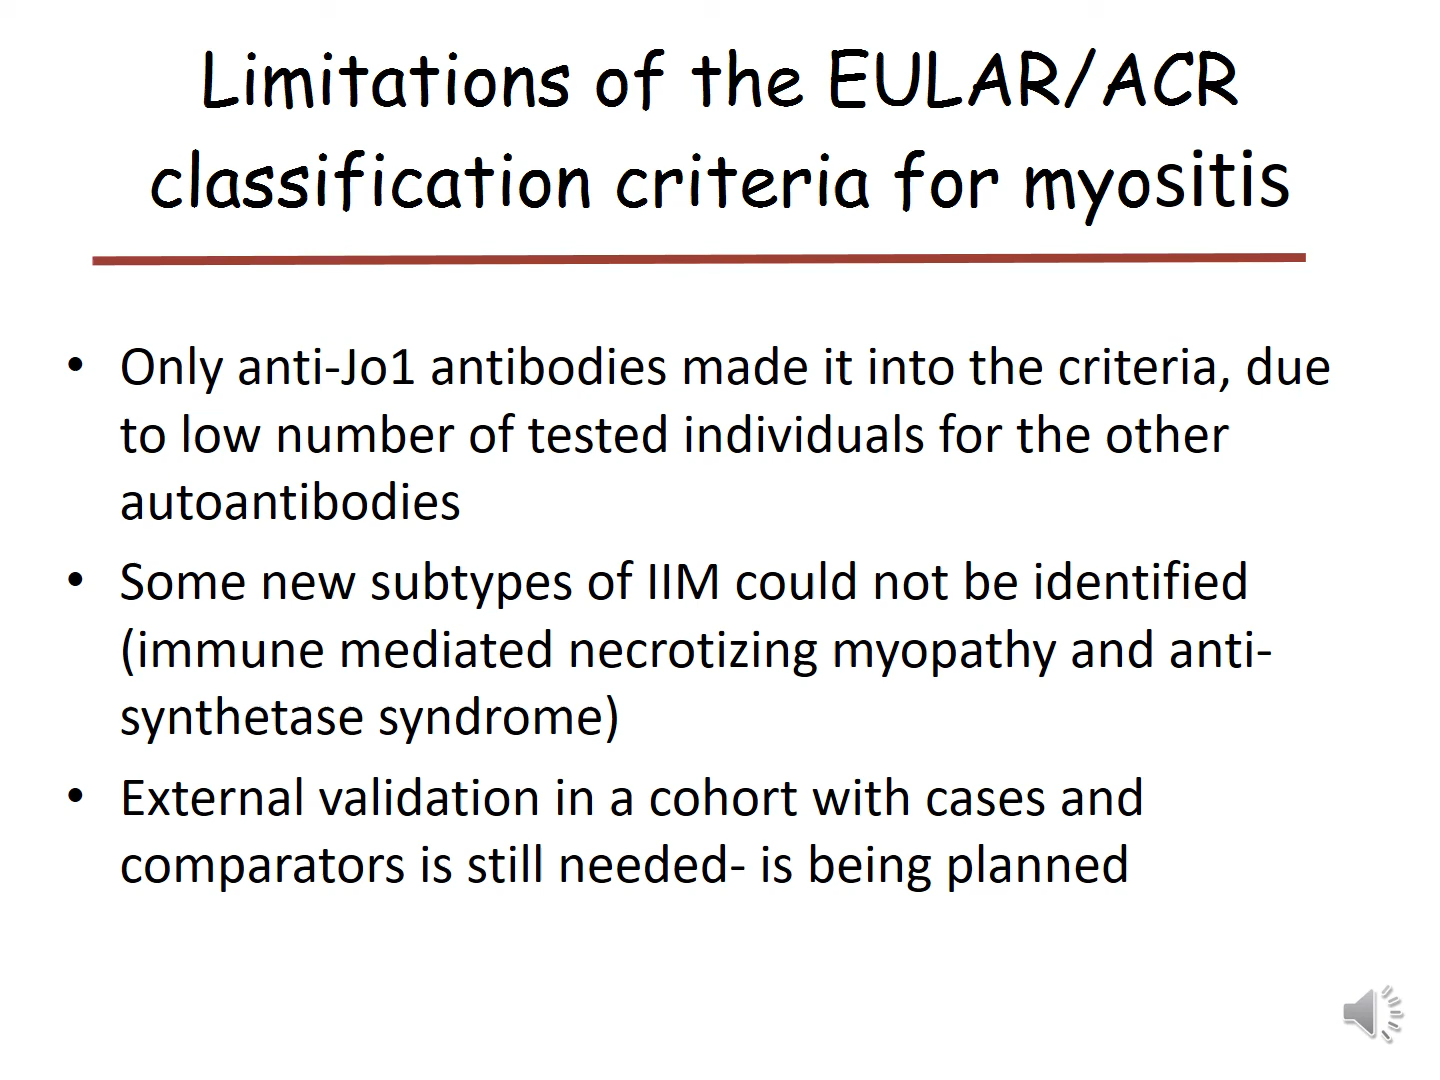 Limitations of the EULAR/ACR
classification criteria for myositis
• Only anti-Jo1 antibodies made it into the criteria, due
to low number of tested individuals for the other
autoantibodies
• Some new subtypes of IIM could not be identified
(immune mediated necrotizing myopathy and anti-
synthetase syndrome)
• External validation in a cohort with cases and
comparators is still needed- is being planned